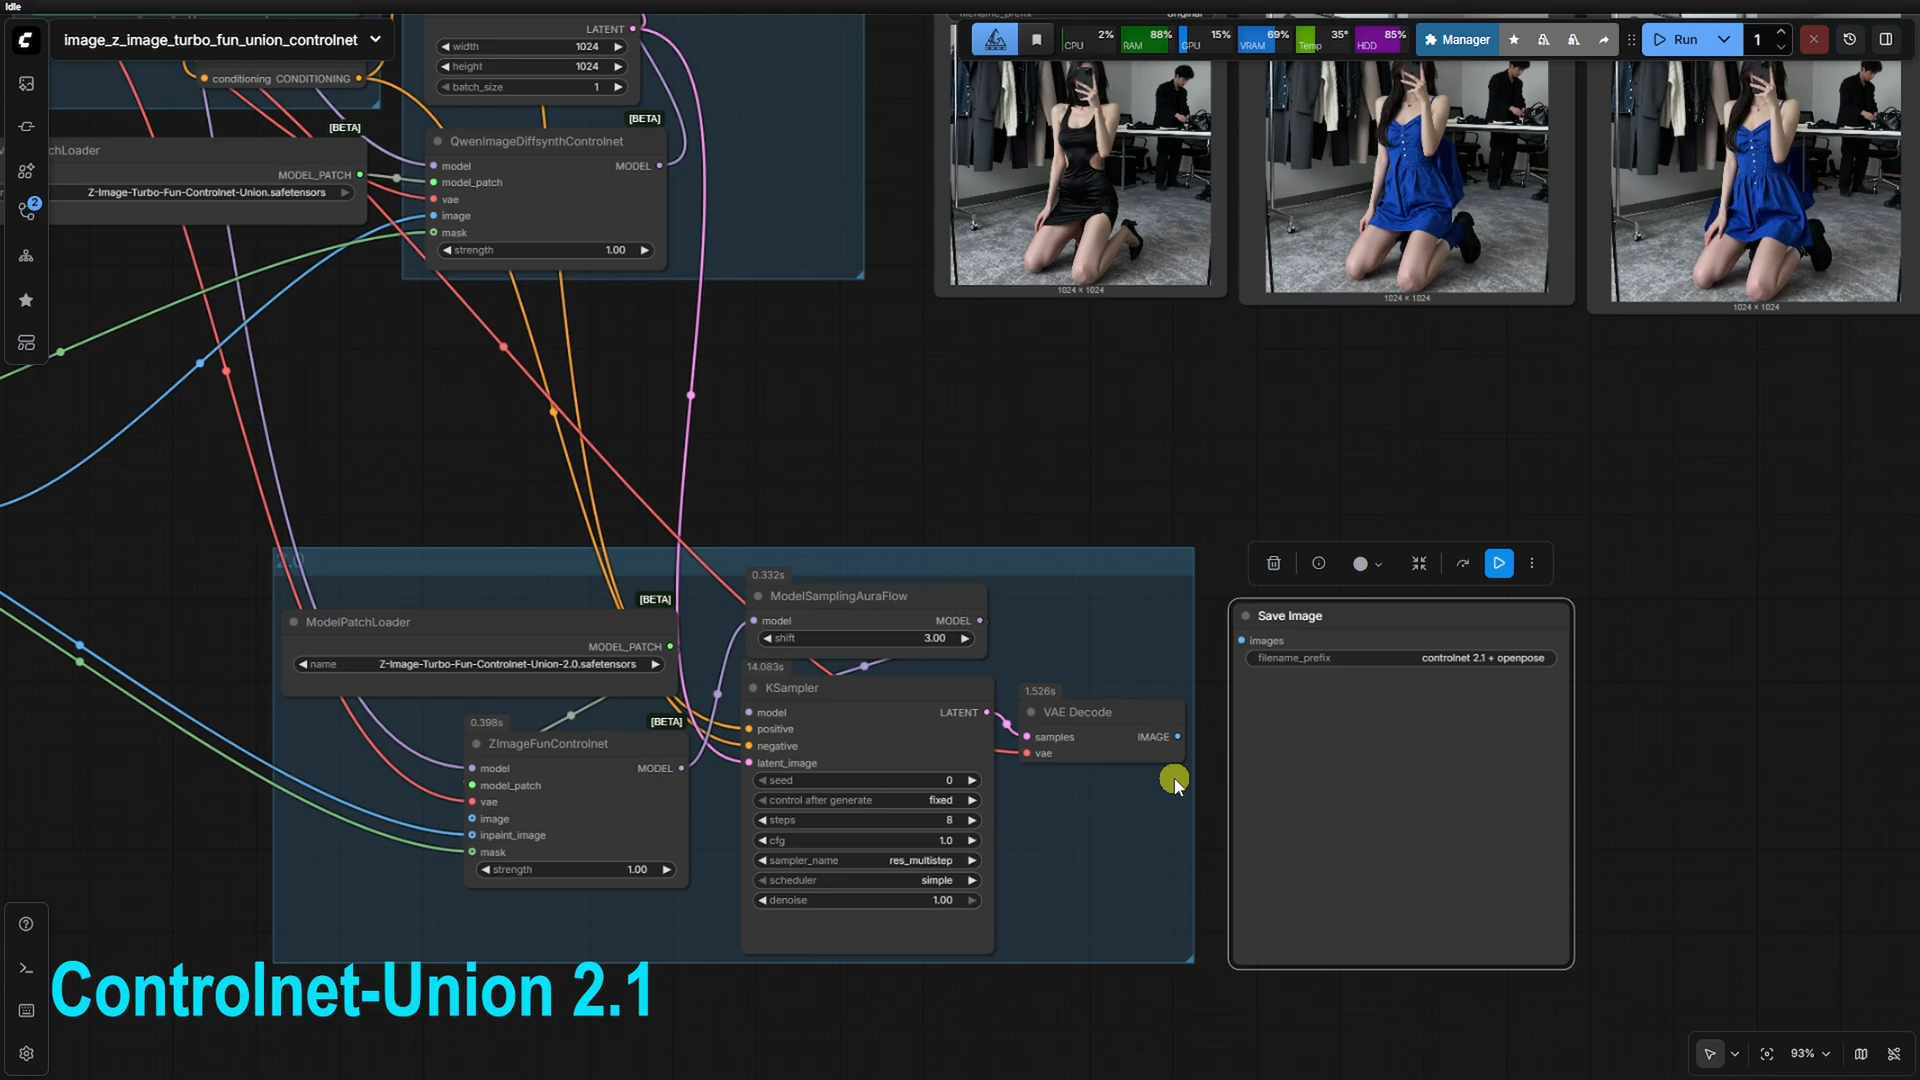 Idle
image_z_image_turbo_fun_union_controlnet
CPU 2%
RAM 88%
GPU 15%
VRAM 69%
Temp 35°
HDD 85%
Manager
Run
1
LATENT
width 1024
height 1024
batch_size 1
conditioning CONDITIONING
[BETA]
[BETA]
QwenImageDiffsynthControlnet
model MODEL
model_patch
vae
image
mask
strength 1.00
MODEL_PATCH
Z-Image-Turbo-Fun-Controlnet-Union.safetensors
2
1024 × 1024
1024 × 1024
1024 × 1024
2.0
[BETA]
ModelPatchLoader
MODEL_PATCH
name Z-Image-Turbo-Fun-Controlnet-Union-2.0.safetensors
0.332s
ModelSamplingAuraFlow
model MODEL
shift 3.00
0.398s
[BETA]
ZImageFunControlnet
model MODEL
model_patch
vae
image
inpaint_image
mask
strength 1.00
14.083s
KSampler
model LATENT
positive
negative
latent_image
seed 0
control after generate fixed
steps 8
cfg 1.0
sampler_name res_multistep
scheduler simple
denoise 1.00
1.526s
VAE Decode
samples IMAGE
vae
Save Image
images
filename_prefix controlnet 2.1 + openpose
Controlnet-Union 2.1
93%